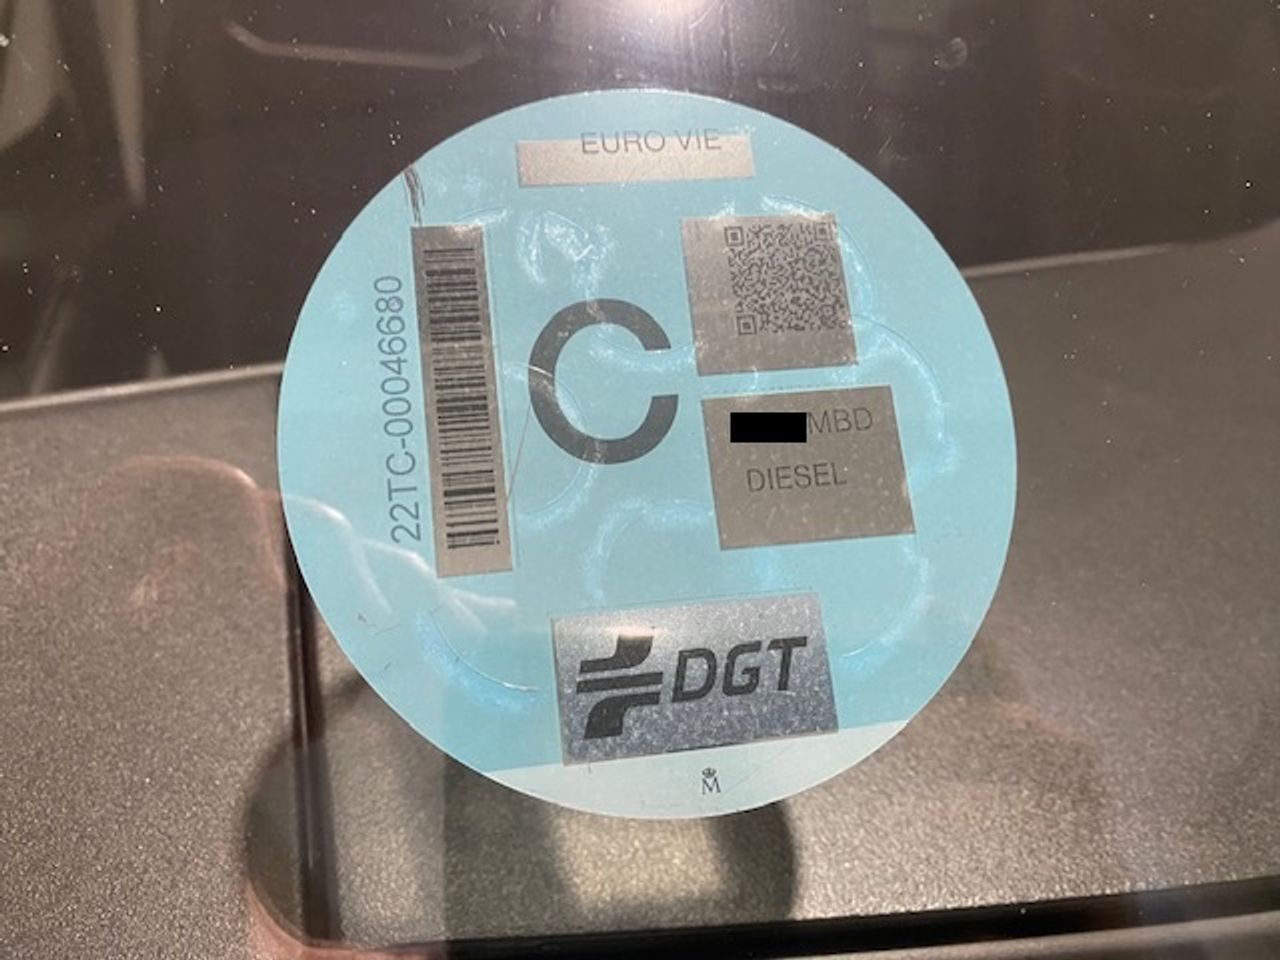 EURO VIE
22TC-00046680
C
MBD
DIESEL
DGT
M